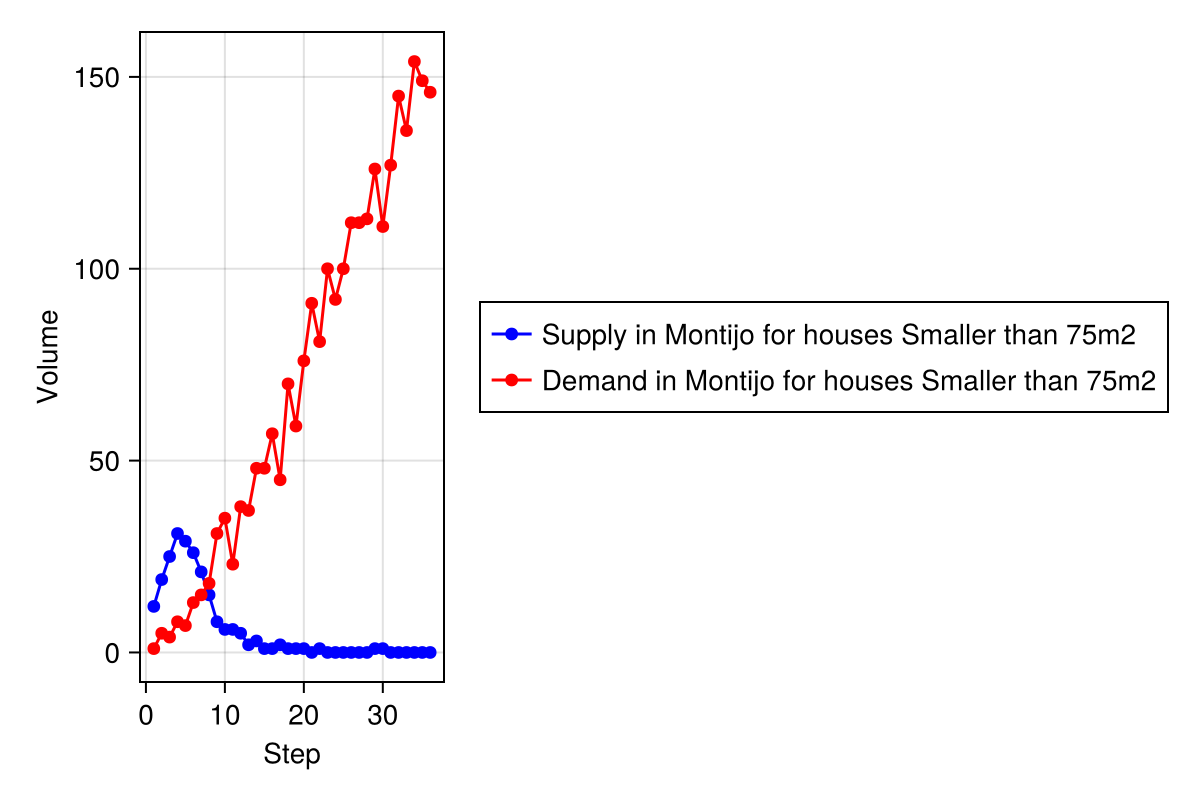 150
100
50
0
Volume
0 10 20 30
Step
Supply in Montijo for houses Smaller than 75m2
Demand in Montijo for houses Smaller than 75m2